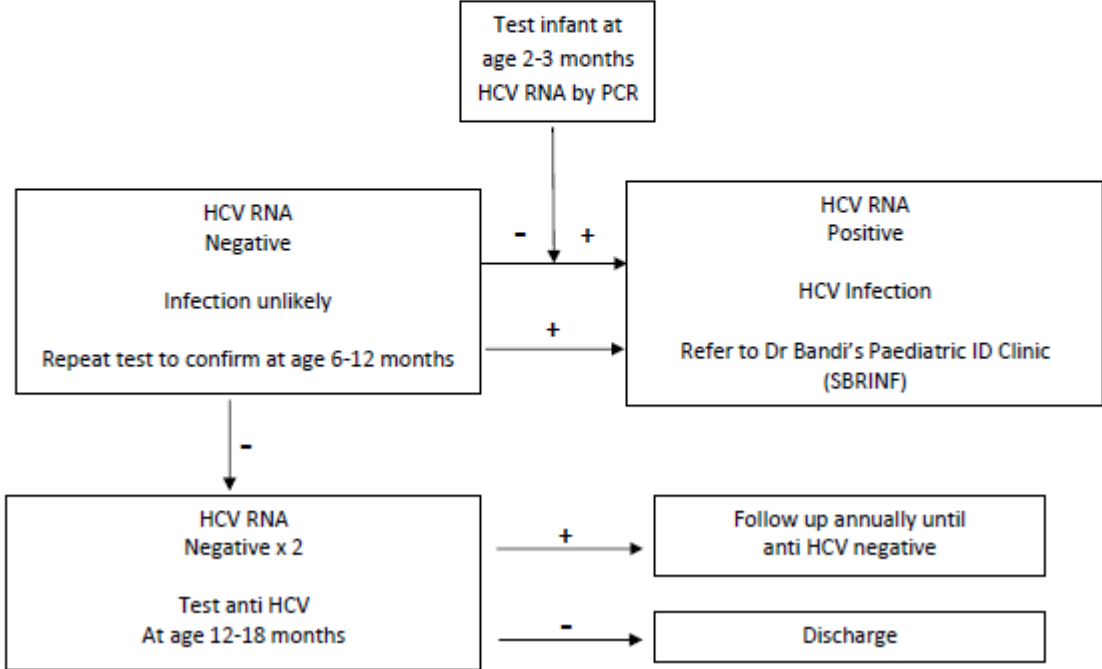 Test infant at
age 2-3 months
HCV RNA by PCR
HCV RNA
Negative
Infection unlikely
Repeat test to confirm at age 6-12 months
-
+
+
HCV RNA
Positive
HCV Infection
Refer to Dr Bandi's Paediatric ID Clinic
(SBRINF)
-
HCV RNA
Negative x 2
Test anti HCV
At age 12-18 months
+
Follow up annually until
anti HCV negative
-
Discharge